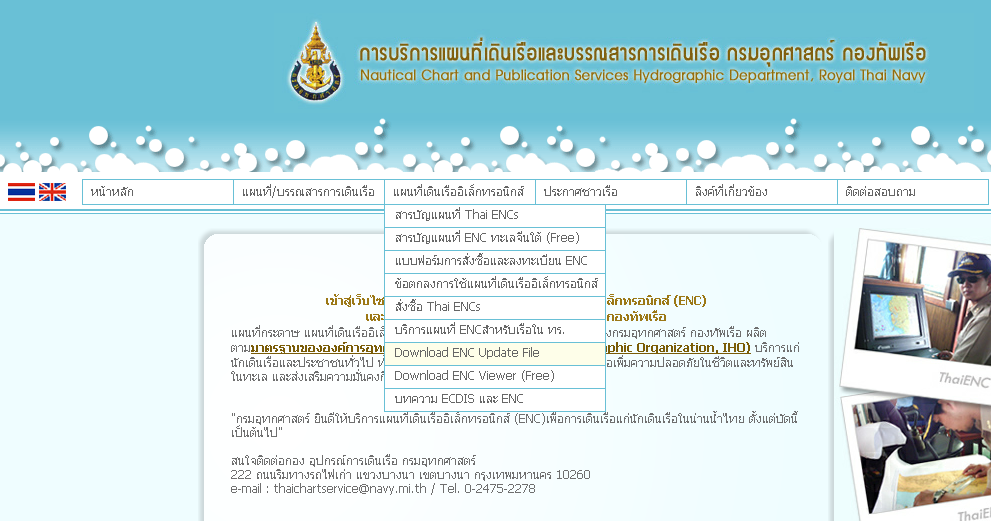 การบริการแผนที่เดินเรือและบรรณสารการเดินเรือ กรมอุทกศาสตร์ กองทัพเรือ
Nautical Chart and Publication Services Hydrographic Department, Royal Thai Navy
หน้าหลัก
แผนที่/บรรณสารการเดินเรือ
แผนที่เดินเรืออิเล็กทรอนิกส์
ประกาศชาวเรือ
ลิงค์ที่เกี่ยวข้อง
ติดต่อสอบถาม
สารบัญแผนที่ Thai ENCs
สารบัญแผนที่ ENC ทะเลจีนใต้ (Free)
แบบฟอร์มการสั่งซื้อและลงทะเบียน ENC
ข้อตกลงการใช้แผนที่เดินเรืออิเล็กทรอนิกส์
สั่งซื้อ Thai ENCs
บริการแผนที่ ENCสำหรับเรือใน ทร.
Download ENC Update File
Download ENC Viewer (Free)
บทความ ECDIS และ ENC
เข้าสู่เว็บไซ ล็กทรอนิกส์ (ENC)
และ กองทัพเรือ
แผนที่กระดาษ แผนที่เดินเรืออิเล็ งกรมอุทกศาสตร์ กองทัพเรือ ผลิต
ตามมาตรฐานขององค์การอุทก phic Organization, IHO) บริการแก่
นักเดินเรือและประชาชนทั่วไป เพื่อเพิ่มความปลอดภัยในชีวิตและทรัพย์สิน
ในทะเล และส่งเสริมความมั่นคง
"กรมอุทกศาสตร์ ยินดีให้บริการแผนที่เดินเรืออิเล็กทรอนิกส์ (ENC)เพื่อการเดินเรือแก่นักเดินเรือในน่านน้ำไทย ตั้งแต่บัดนี้
เป็นต้นไป"
สนใจติดต่อกอง อุปกรณ์การเดินเรือ กรมอุทกศาสตร์
222 ถนนริมทางรถไฟเก่า แขวงบางนา เขตบางนา กรุงเทพมหานคร 10260
e-mail : thaichartservice@navy.mi.th / Tel. 0-2475-2278
ThaiENC
ThaiEN